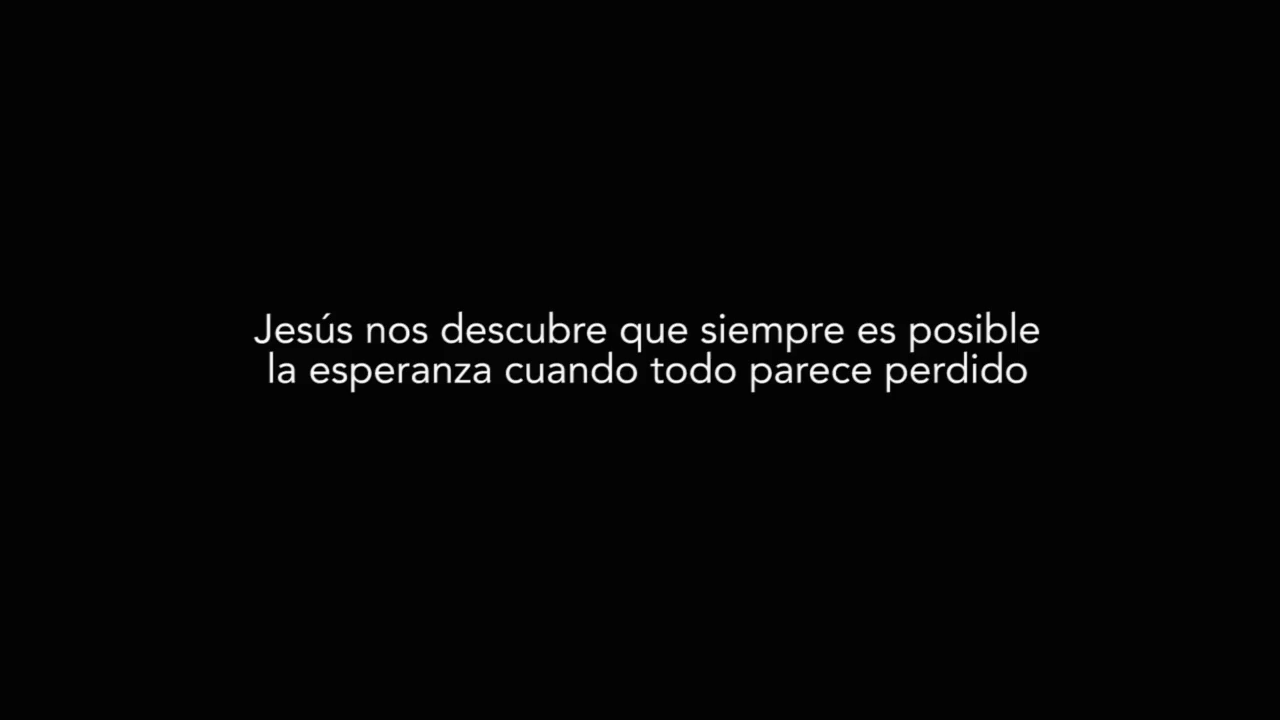 Jesús nos descubre que siempre es posible
la esperanza cuando todo parece perdido